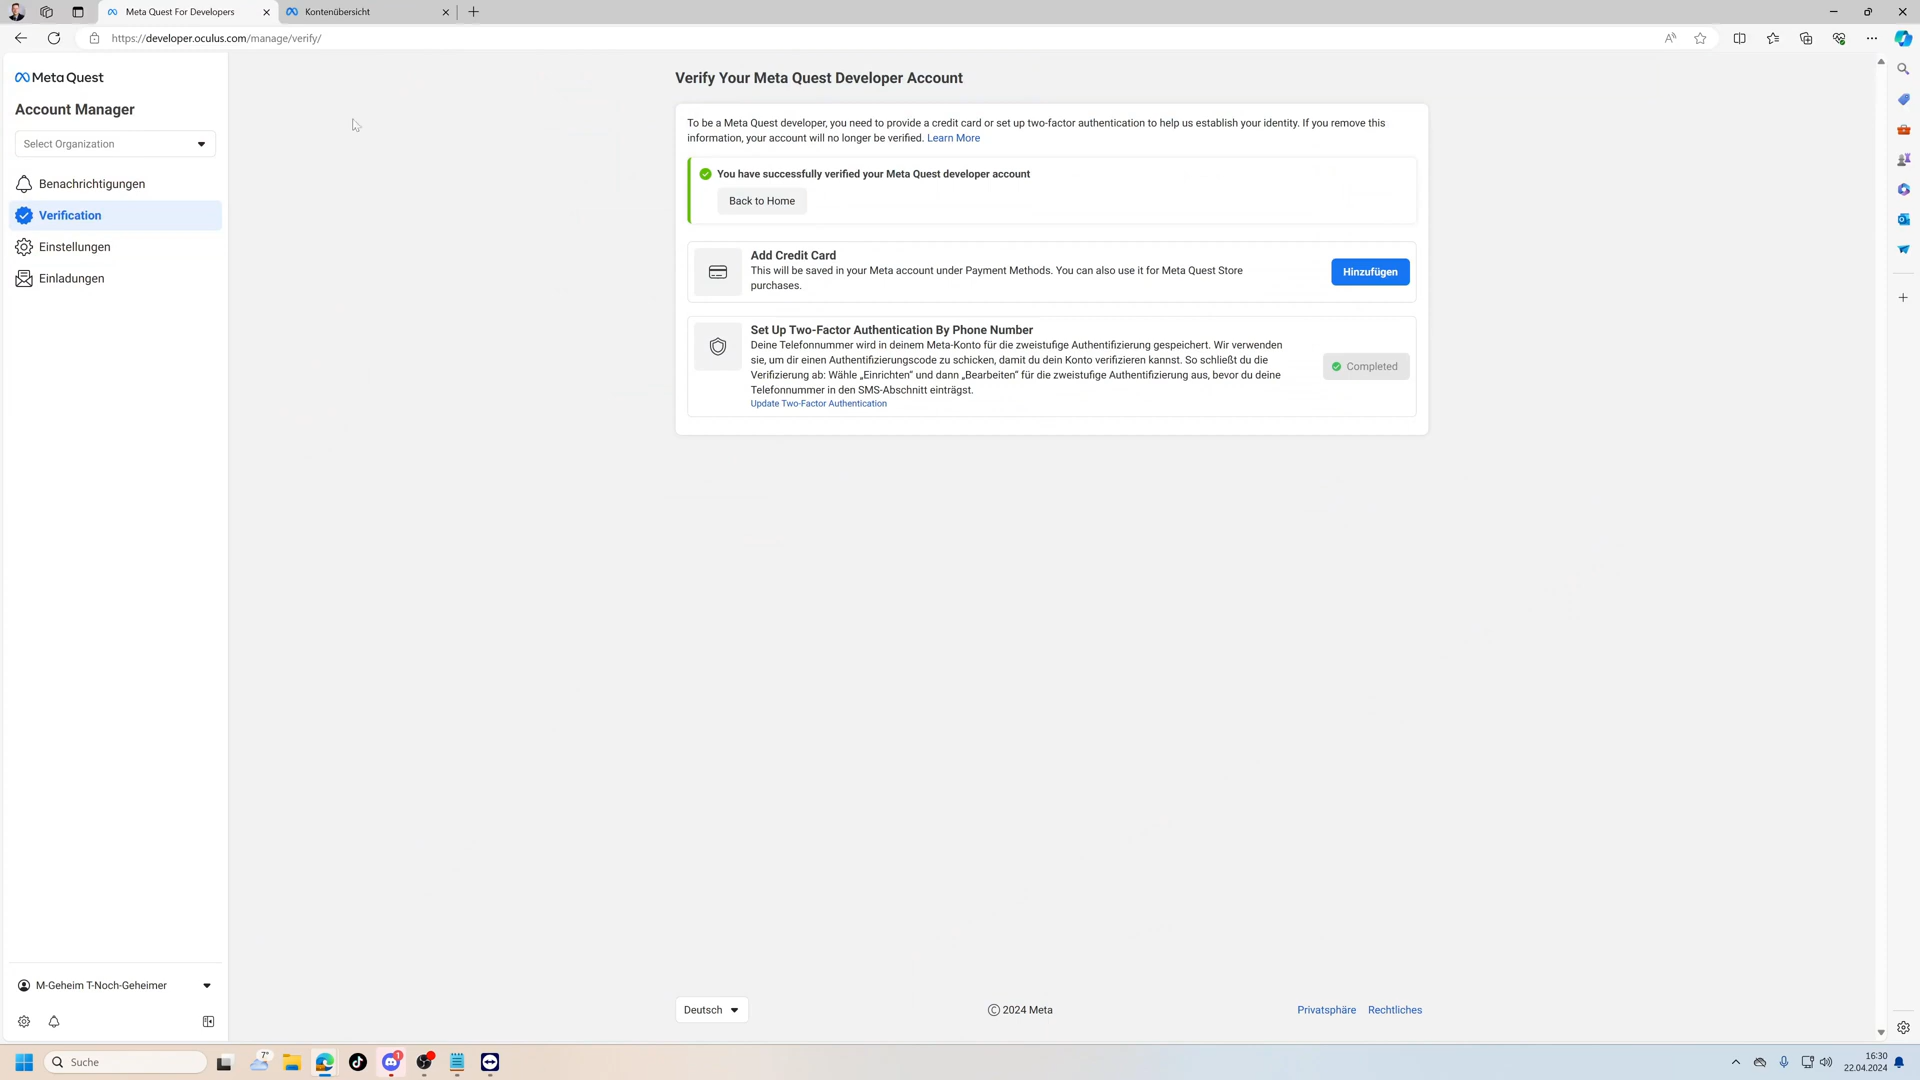 Meta Quest For Developers
Kontenübersicht
https://developer.oculus.com/manage/verify/
Meta Quest
Account Manager
Select Organization
Benachrichtigungen
Verification
Einstellungen
Einladungen
Verify Your Meta Quest Developer Account
To be a Meta Quest developer, you need to provide a credit card or set up two-factor authentication to help us establish your identity. If you remove this
information, your account will no longer be verified. Learn More
You have successfully verified your Meta Quest developer account
Back to Home
Add Credit Card
This will be saved in your Meta account under Payment Methods. You can also use it for Meta Quest Store
purchases.
Hinzufügen
Set Up Two-Factor Authentication By Phone Number
Deine Telefonnummer wird in deinem Meta-Konto für die zweistufige Authentifizierung gespeichert. Wir verwenden
sie, um dir einen Authentifizierungscode zu schicken, damit du dein Konto verifizieren kannst. So schließt du die
Verifizierung ab: Wähle „Einrichten“ und dann „Bearbeiten“ für die zweistufige Authentifizierung aus, bevor du deine
Telefonnummer in den SMS-Abschnitt einträgst.
Update Two-Factor Authentication
Completed
M-Geheim T-Noch-Geheimer
Deutsch
© 2024 Meta
Privatsphäre
Rechtliches
Suche
7°
1
16:30
22.04.2024